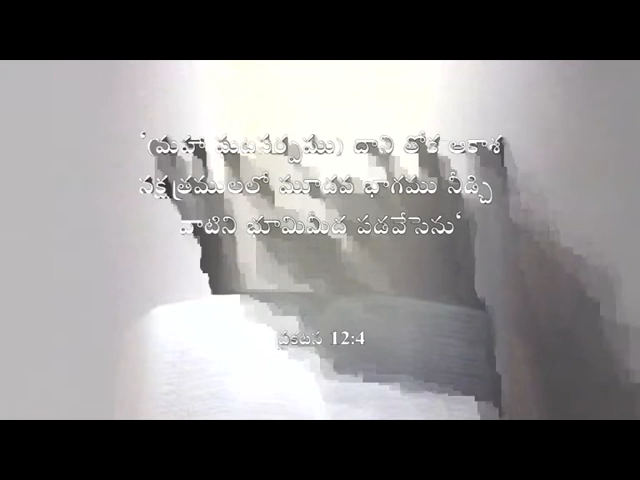 ‘(మహా ఘటసర్పము) దాని తోక ఆకాశ
నక్షత్రములలో మూడవ భాగము నీడ్చి
వాటిని భూమిమీద పడవేసెను‘
ప్రకటన 12:4